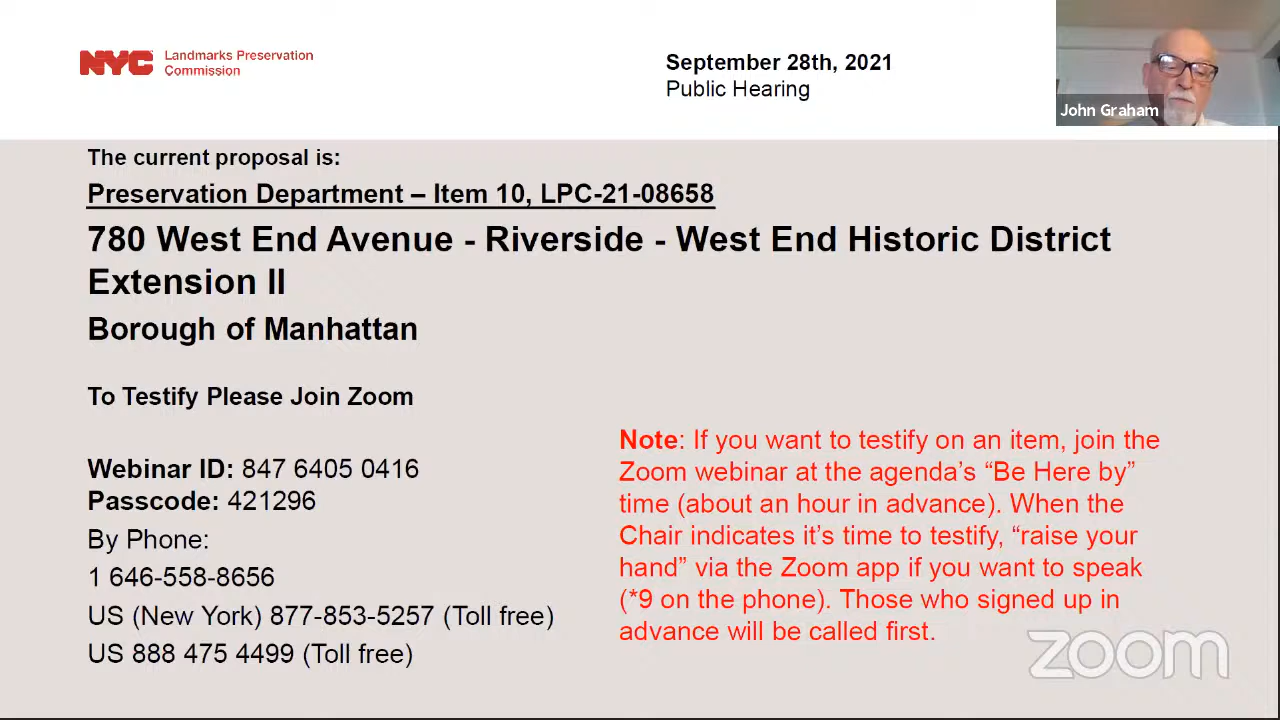 NYC Landmarks Preservation
Commission
September 28th, 2021
Public Hearing
John Graham
The current proposal is:
Preservation Department – Item 10, LPC-21-08658
780 West End Avenue - Riverside - West End Historic District
Extension II
Borough of Manhattan
To Testify Please Join Zoom
Webinar ID: 847 6405 0416
Passcode: 421296
By Phone:
1 646-558-8656
US (New York) 877-853-5257 (Toll free)
US 888 475 4499 (Toll free)
Note: If you want to testify on an item, join the
Zoom webinar at the agenda’s “Be Here by”
time (about an hour in advance). When the
Chair indicates it’s time to testify, “raise your
hand” via the Zoom app if you want to speak
(*9 on the phone). Those who signed up in
advance will be called first.
zoom